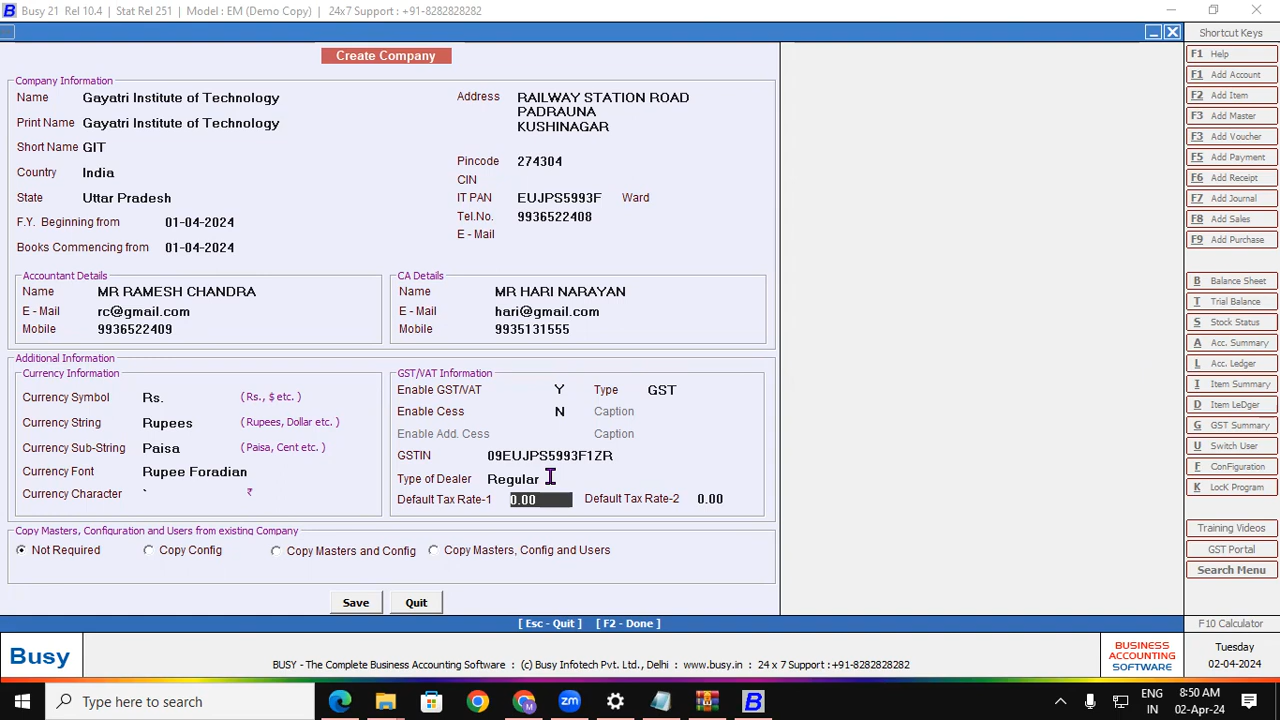 Busy 21 Rel 10.4 | Stat Rel 251 | Model : EM (Demo Copy) | 24x7 Support : +91-8282828282
Create Company
Company Information
Name Gayatri Institute of Technology
Print Name Gayatri Institute of Technology
Short Name GIT
Country India
State Uttar Pradesh
F.Y. Beginning from 01-04-2024
Books Commencing from 01-04-2024
Address RAILWAY STATION ROAD
PADRAUNA
KUSHINAGAR
Pincode 274304
CIN
IT PAN EUJPS5993F Ward
Tel.No. 9936522408
E - Mail
Accountant Details
Name MR RAMESH CHANDRA
E - Mail rc@gmail.com
Mobile 9936522409
CA Details
Name MR HARI NARAYAN
E - Mail hari@gmail.com
Mobile 9935131555
Additional Information
Currency Information
Currency Symbol Rs. ( Rs., $ etc. )
Currency String Rupees ( Rupees, Dollar etc. )
Currency Sub-String Paisa ( Paisa, Cent etc. )
Currency Font Rupee Foradian
Currency Character ` ₹
GST/VAT Information
Enable GST/VAT Y Type GST
Enable Cess N Caption
Enable Add. Cess Caption
GSTIN 09EUJPS5993F1ZR
Type of Dealer Regular
Default Tax Rate-1 0.00 Default Tax Rate-2 0.00
Copy Masters, Configuration and Users from existing Company
Not Required Copy Config Copy Masters and Config Copy Masters, Config and Users
Save Quit
[ Esc - Quit ] [ F2 - Done ]
Shortcut Keys
F1 Help
F1 Add Account
F2 Add Item
F3 Add Master
F3 Add Voucher
F5 Add Payment
F6 Add Receipt
F7 Add Journal
F8 Add Sales
F9 Add Purchase
B Balance Sheet
T Trial Balance
S Stock Status
A Acc. Summary
L Acc. Ledger
I Item Summary
D Item LeDger
G GST Summary
U Switch User
F Configuration
K LocK Program
Training Videos
GST Portal
Search Menu
F10 Calculator
Busy
BUSY - The Complete Business Accounting Software : (c) Busy Infotech Pvt. Ltd., Delhi : www.busy.in : 24 x 7 Support :+91-8282828282
BUSINESS
ACCOUNTING
SOFTWARE
Tuesday
02-04-2024
Type here to search
zm
ENG
IN
8:50 AM
02-Apr-24